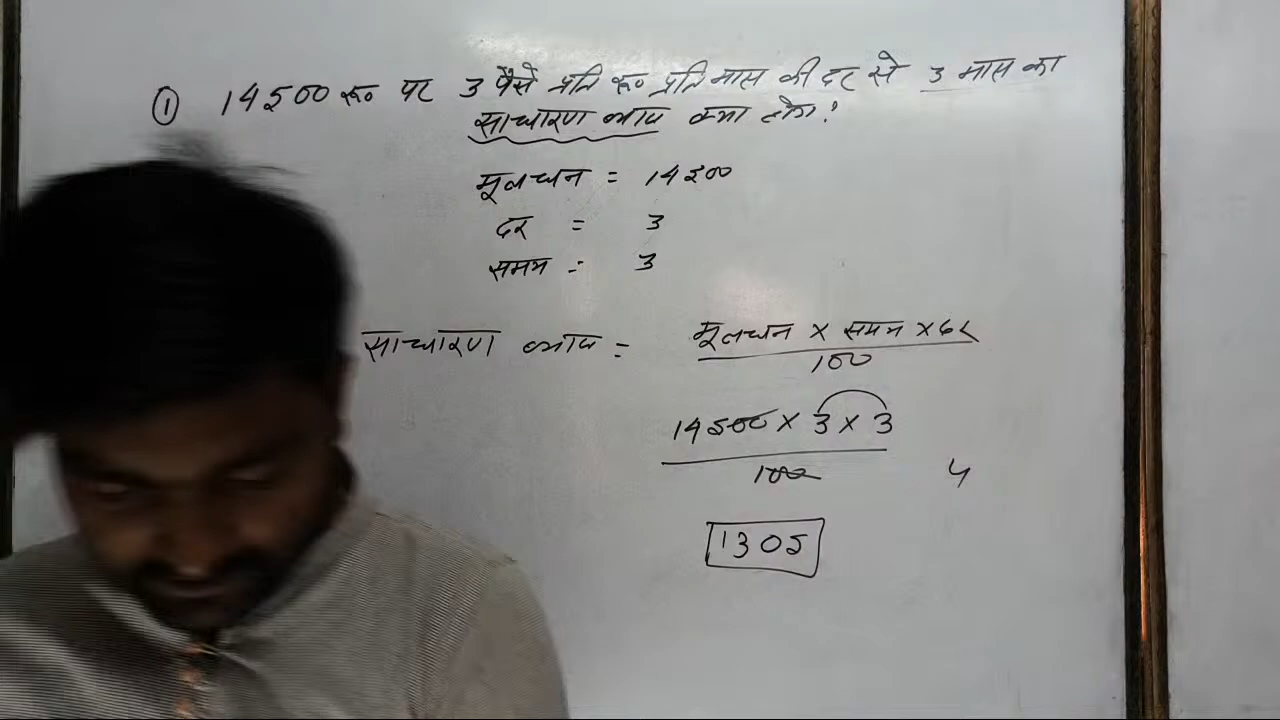 ① 14500 रू० पर 3 पैसे प्रति रू० प्रति मास की दर से 3 मास का
साधारण ब्याज क्या होगा?
मूलधन = 14500
दर = 3
समय = 3
साधारण ब्याज = मूलधन × समय × दर
100
14500 × 3 × 3
100 4
1305